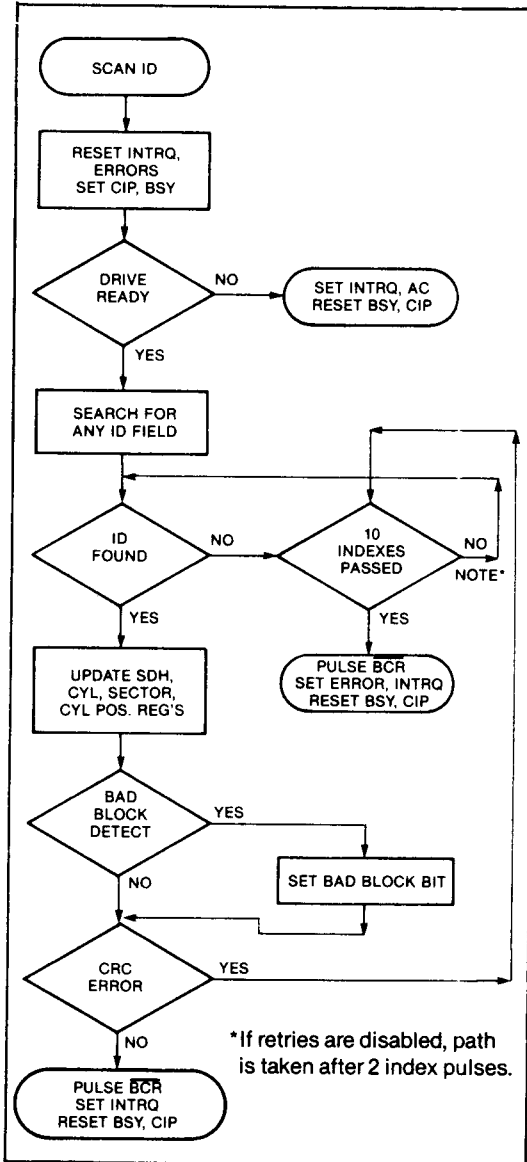 SCAN ID
RESET INTRQ,
ERRORS
SET CIP, BSY
DRIVE
READY
NO
SET INTRQ, AC
RESET BSY, CIP
YES
SEARCH FOR
ANY ID FIELD
ID
FOUND
NO
10
INDEXES
PASSED
NO
NOTE*
YES
YES
PULSE B̅C̅R̅
SET ERROR, INTRQ
RESET BSY, CIP
UPDATE SDH,
CYL, SECTOR,
CYL POS. REG'S
BAD
BLOCK
DETECT
YES
SET BAD BLOCK BIT
NO
CRC
ERROR
YES
NO
*If retries are disabled, path
is taken after 2 index pulses.
PULSE B̅C̅R̅
SET INTRQ
RESET BSY, CIP